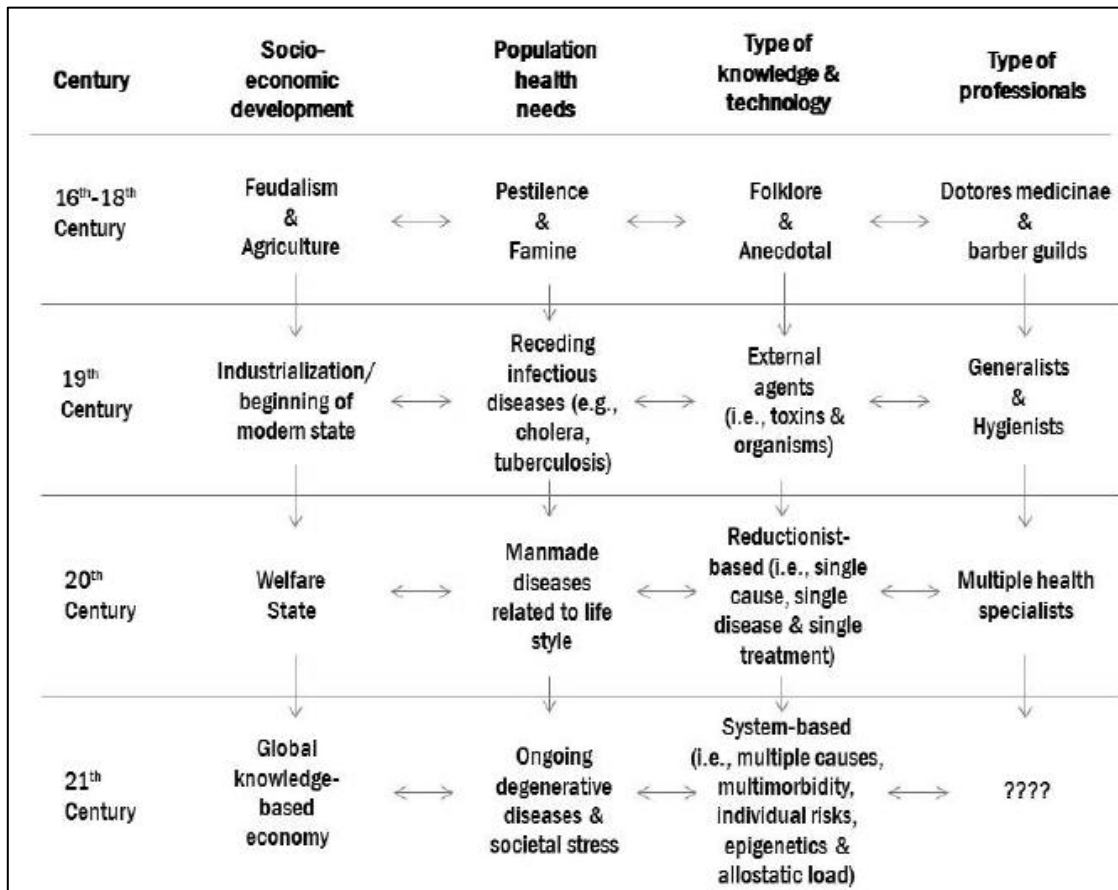 Century
Socio-
economic
development
Population
health
needs
Type of
knowledge &
technology
Type of
professionals
16th-18th
Century
Feudalism
&
Agriculture
Pestilence
&
Famine
Folklore
&
Anecdotal
Dotores medicinae
&
barber guilds
19th
Century
Industrialization/
beginning of
modern state
Receding
infectious
diseases (e.g.,
cholera,
tuberculosis)
External
agents
(i.e., toxins &
organisms)
Generalists
&
Hygienists
20th
Century
Welfare
State
Manmade
diseases
related to life
style
Reductionist-
based (i.e., single
cause, single
disease & single
treatment)
Multiple health
specialists
21th
Century
Global
knowledge-
based
economy
Ongoing
degenerative
diseases &
societal stress
System-based
(i.e., multiple causes,
multimorbidity,
individual risks,
epigenetics &
allostatic load)
????